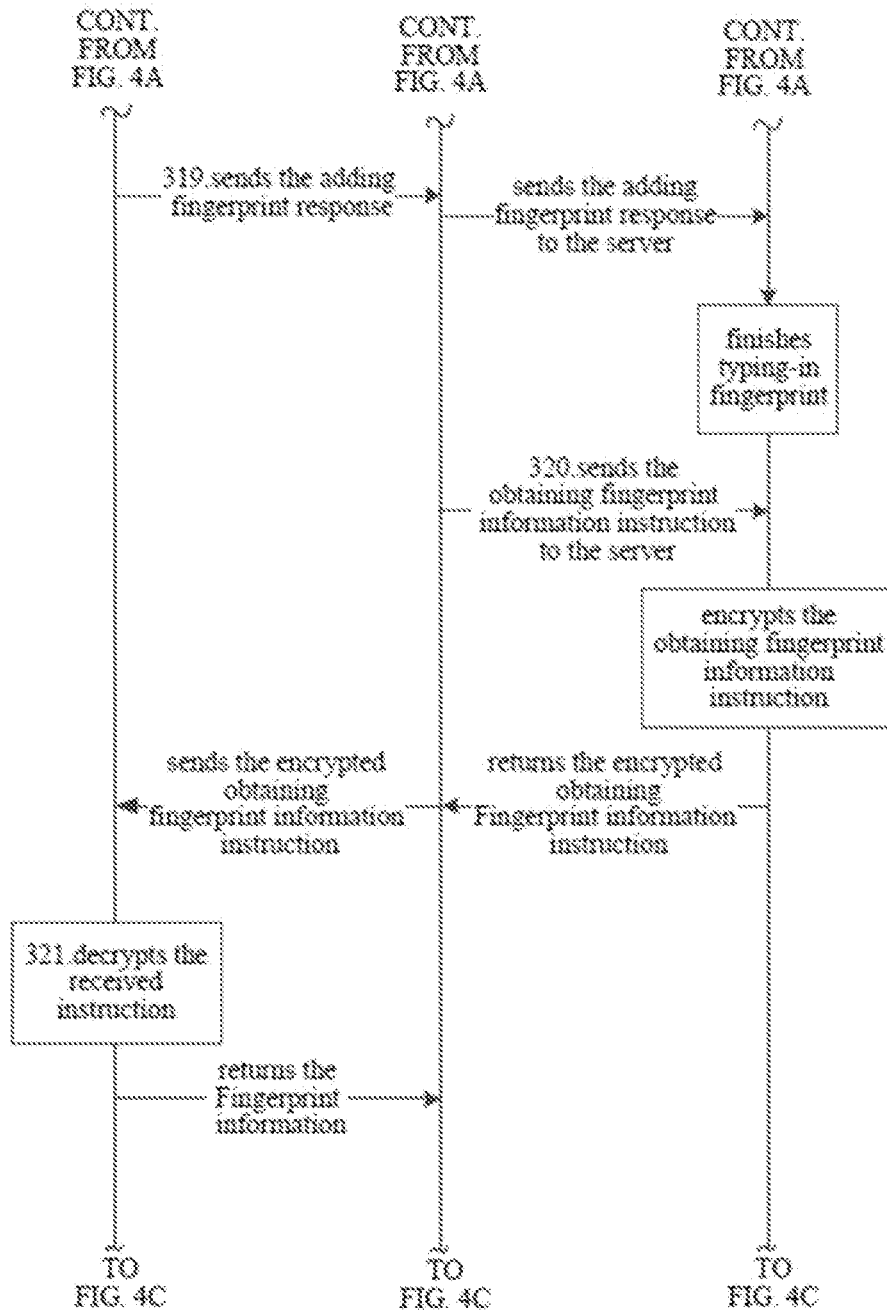 CONT.
FROM
FIG. 4A
CONT.
FROM
FIG. 4A
CONT.
FROM
FIG. 4A
319.sends the adding
fingerprint response
sends the adding
fingerprint response
to the server
finishes
typing-in
fingerprint
320.sends the
obtaining fingerprint
information instruction
to the server
encrypts the
obtaining fingerprint
information
instruction
sends the encrypted
obtaining
fingerprint information
instruction
returns the encrypted
obtaining
Fingerprint information
instruction
321.decrypts the
received
instruction
returns the
Fingerprint
information
TO
FIG. 4C
TO
FIG. 4C
TO
FIG. 4C